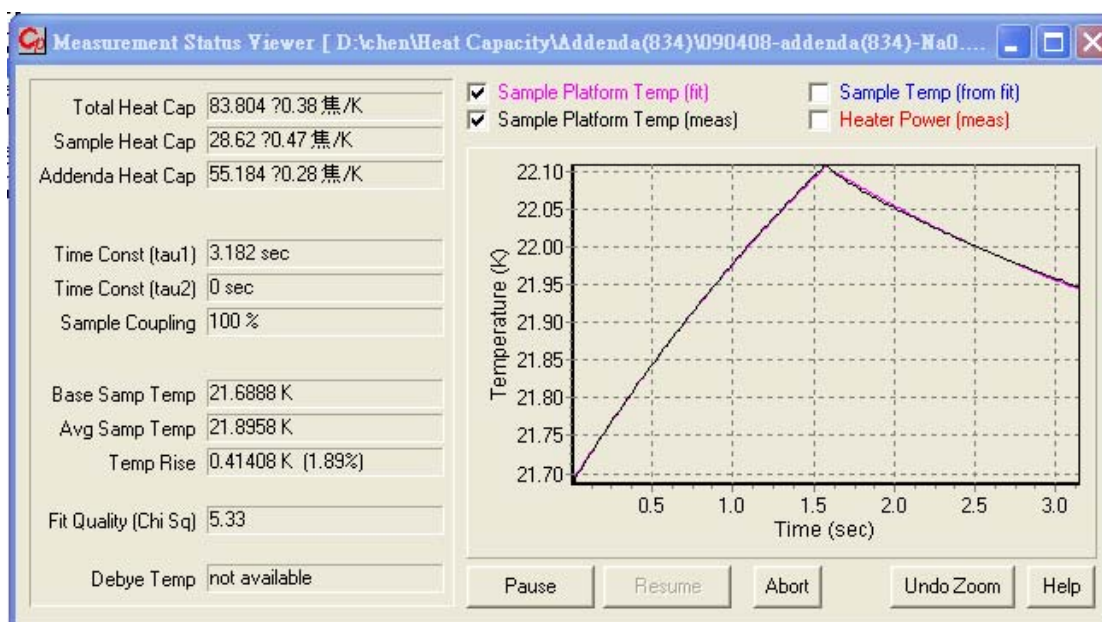 Cp Measurement Status Viewer [ D:\chen\Heat Capacity\Addenda(834)\090408-addenda(834)-Na0....
Total Heat Cap 83.804 ?0.38 焦/K
Sample Heat Cap 28.62 ?0.47 焦/K
Addenda Heat Cap 55.184 ?0.28 焦/K
Time Const (tau1) 3.182 sec
Time Const (tau2) 0 sec
Sample Coupling 100 %
Base Samp Temp 21.6888 K
Avg Samp Temp 21.8958 K
Temp Rise 0.41408 K (1.89%)
Fit Quality (Chi Sq) 5.33
Debye Temp not available
Sample Platform Temp (fit) Sample Temp (from fit)
Sample Platform Temp (meas) Heater Power (meas)
Temperature (K)
22.10
22.05
22.00
21.95
21.90
21.85
21.80
21.75
21.70
0.5 1.0 1.5 2.0 2.5 3.0
Time (sec)
Pause Resume Abort Undo Zoom Help